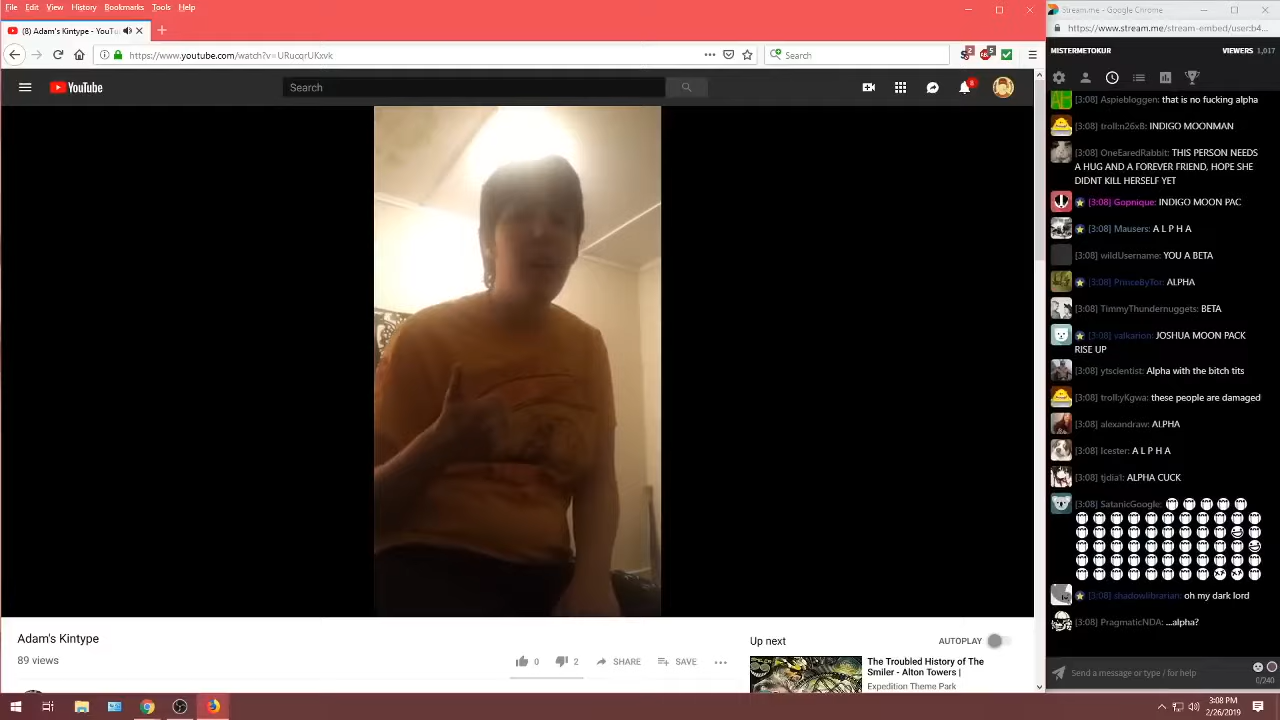 File Edit View History Bookmarks Tools Help
(8) Adam's Kintype - YouTu
https://www.youtube.com/watch?v=URucqrUKxvk
Search
2
5
YouTube
Search
8
Adam's Kintype
89 views
0
2
SHARE
SAVE
Up next
AUTOPLAY
The Troubled History of The
Smiler - Alton Towers |
Expedition Theme Park
Stream.me - Google Chrome
https://www.stream.me/stream-embed/user:b4...
MISTERMETOKUR
VIEWERS 1,017
[3:08] Aspiebloggen: that is no fucking alpha
[3:08] troll:n26xB: INDIGO MOONMAN
[3:08] OneEaredRabbit: THIS PERSON NEEDS
A HUG AND A FOREVER FRIEND, HOPE SHE
DIDNT KILL HERSELF YET
[3:08] Gopnique: INDIGO MOON PAC
[3:08] Mausers: A L P H A
[3:08] wildUsername: YOU A BETA
[3:08] PrinceByTor: ALPHA
[3:08] TimmyThundernuggets: BETA
[3:08] valkarion: JOSHUA MOON PACK
RISE UP
[3:08] ytscientist: Alpha with the bitch tits
[3:08] troll:yKgwa: these people are damaged
[3:08] alexandraw: ALPHA
[3:08] Icester: A L P H A
[3:08] tjdia1: ALPHA CUCK
[3:08] SatanicGoogle:
[3:08] shadowlibrarian: oh my dark lord
[3:08] PragmaticNDA: ...alpha?
Send a message or type / for help
0/240
3:08 PM
2/26/2019